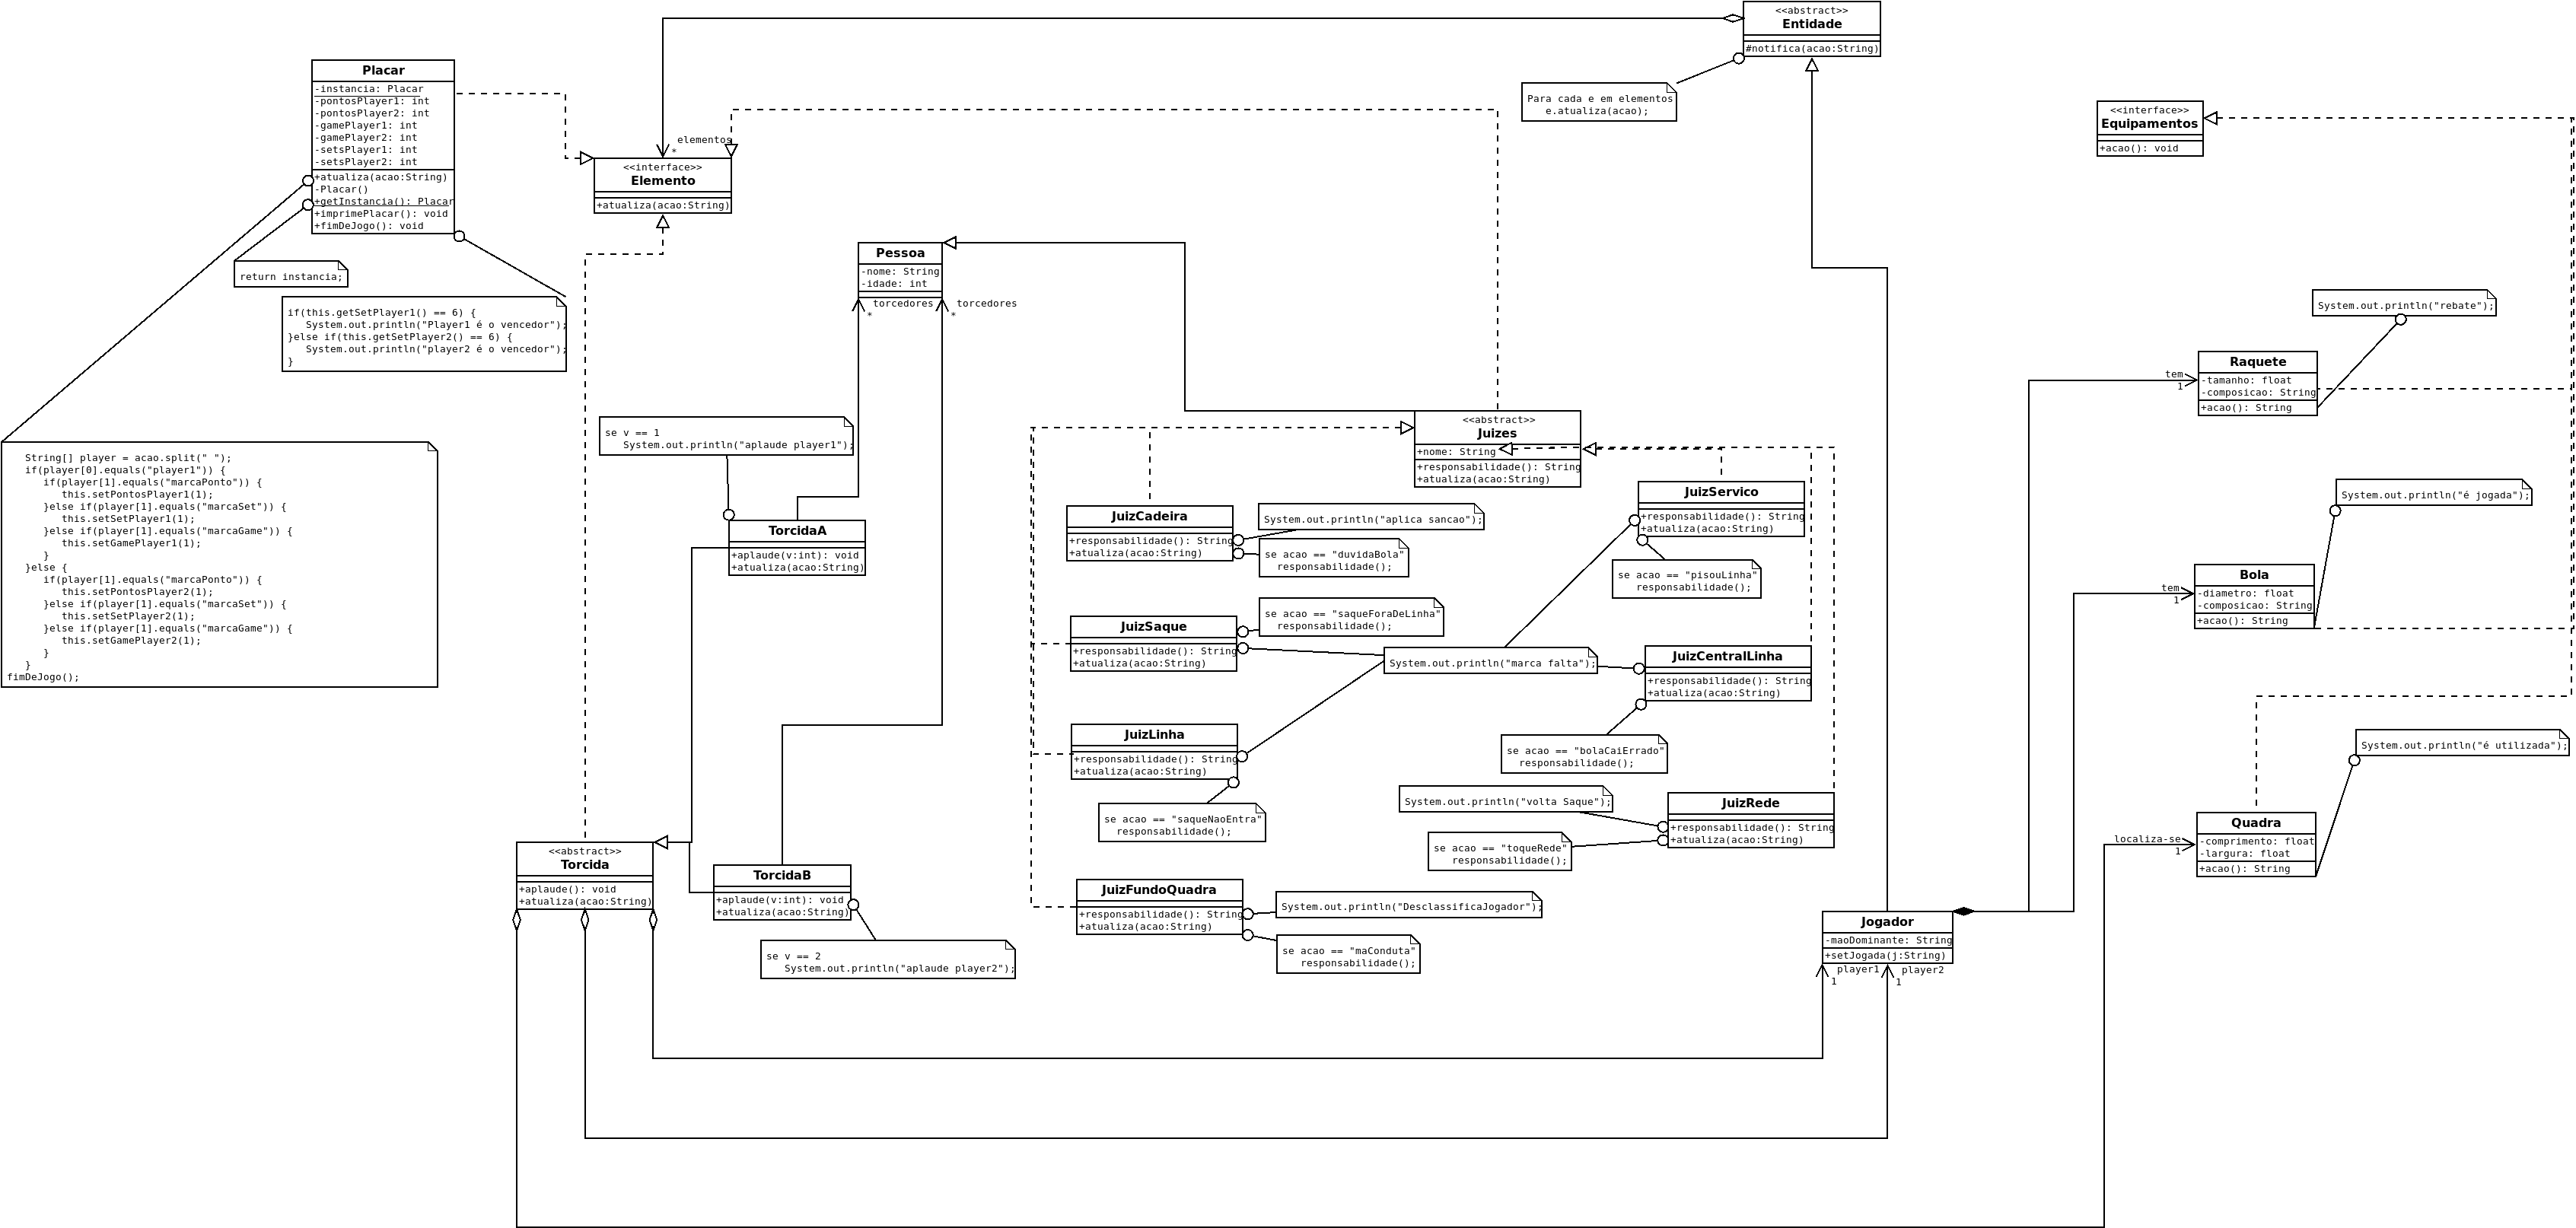 <<abstract>>
Entidade
#notifica(acao:String)
Para cada e em elementos
e.atualiza(acao);
Placar
-instancia: Placar
-pontosPlayer1: int
-pontosPlayer2: int
-gamePlayer1: int
-gamePlayer2: int
-setsPlayer1: int
-setsPlayer2: int
+atualiza(acao:String)
-Placar()
+getInstancia(): Placar
+imprimePlacar(): void
+fimDeJogo(): void
return instancia;
if(this.getSetPlayer1() == 6) {
System.out.println("Player1 é o vencedor");
}else if(this.getSetPlayer2() == 6) {
System.out.println("player2 é o vencedor");
}
String[] player = acao.split(" ");
if(player[0].equals("player1")) {
if(player[1].equals("marcaPonto")) {
this.setPontosPlayer1(1);
}else if(player[1].equals("marcaSet")) {
this.setSetPlayer1(1);
}else if(player[1].equals("marcaGame")) {
this.setGamePlayer1(1);
}
}else {
if(player[1].equals("marcaPonto")) {
this.setPontosPlayer2(1);
}else if(player[1].equals("marcaSet")) {
this.setSetPlayer2(1);
}else if(player[1].equals("marcaGame")) {
this.setGamePlayer2(1);
}
}
fimDeJogo();
elementos
*
<<interface>>
Elemento
+atualiza(acao:String)
Pessoa
-nome: String
-idade: int
torcedores
*
torcedores
*
<<interface>>
Equipamentos
+acao(): void
System.out.println("rebate");
tem
1
Raquete
-tamanho: float
-composicao: String
+acao(): String
System.out.println("é jogada");
tem
1
Bola
-diametro: float
-composicao: String
+acao(): String
System.out.println("é utilizada");
localiza-se
1
Quadra
-comprimento: float
-largura: float
+acao(): String
se v == 1
System.out.println("aplaude player1");
TorcidaA
+aplaude(v:int): void
+atualiza(acao:String)
<<abstract>>
Juizes
+nome: String
+responsabilidade(): String
+atualiza(acao:String)
JuizCadeira
+responsabilidade(): String
+atualiza(acao:String)
System.out.println("aplica sancao");
se acao == "duvidaBola"
responsabilidade();
JuizServico
+responsabilidade(): String
+atualiza(acao:String)
se acao == "pisouLinha"
responsabilidade();
JuizSaque
+responsabilidade(): String
+atualiza(acao:String)
se acao == "saqueForaDeLinha"
responsabilidade();
System.out.println("marca falta");
JuizCentralLinha
+responsabilidade(): String
+atualiza(acao:String)
se acao == "bolaCaiErrado"
responsabilidade();
JuizLinha
+responsabilidade(): String
+atualiza(acao:String)
se acao == "saqueNaoEntra"
responsabilidade();
System.out.println("volta Saque");
se acao == "toqueRede"
responsabilidade();
JuizRede
+responsabilidade(): String
+atualiza(acao:String)
<<abstract>>
Torcida
+aplaude(): void
+atualiza(acao:String)
TorcidaB
+aplaude(v:int): void
+atualiza(acao:String)
se v == 2
System.out.println("aplaude player2");
JuizFundoQuadra
+responsabilidade(): String
+atualiza(acao:String)
System.out.println("DesclassificaJogador");
se acao == "maConduta"
responsabilidade();
Jogador
-maoDominante: String
+setJogada(j:String)
player1
1
player2
1